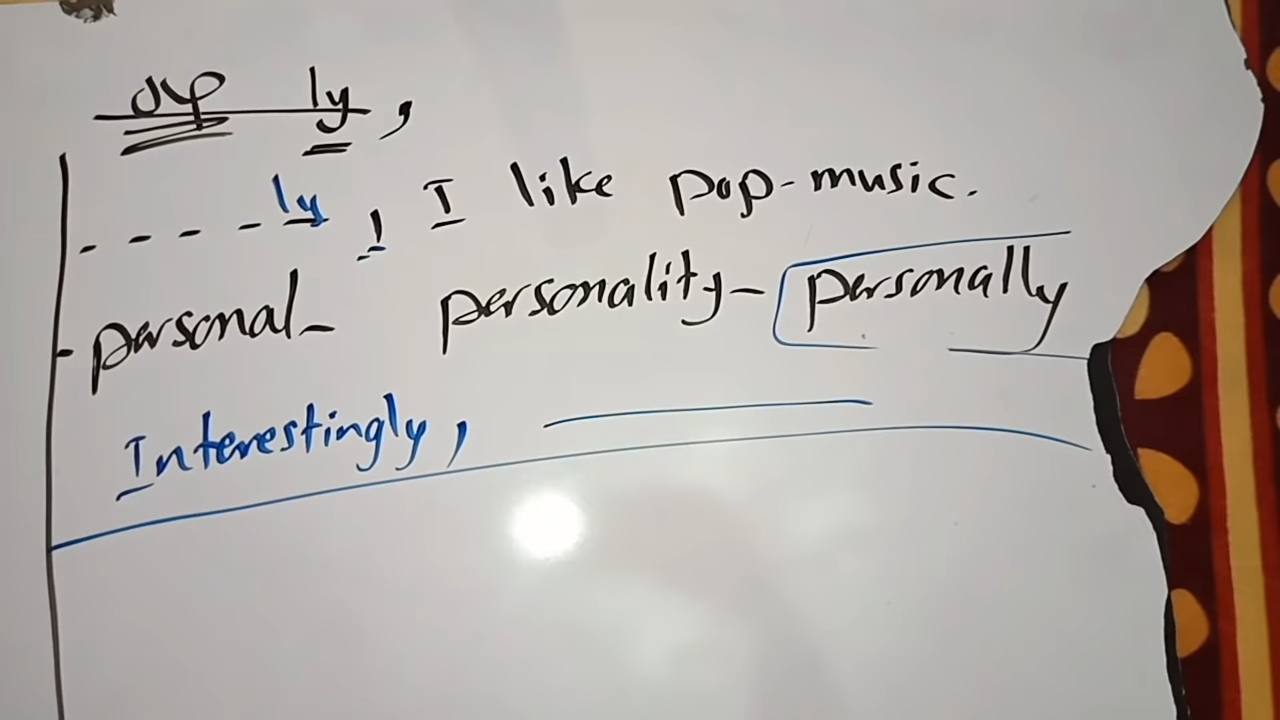 ly,
- - - - ly, I like pop-music.
- personal- personality- personally
Interestingly,